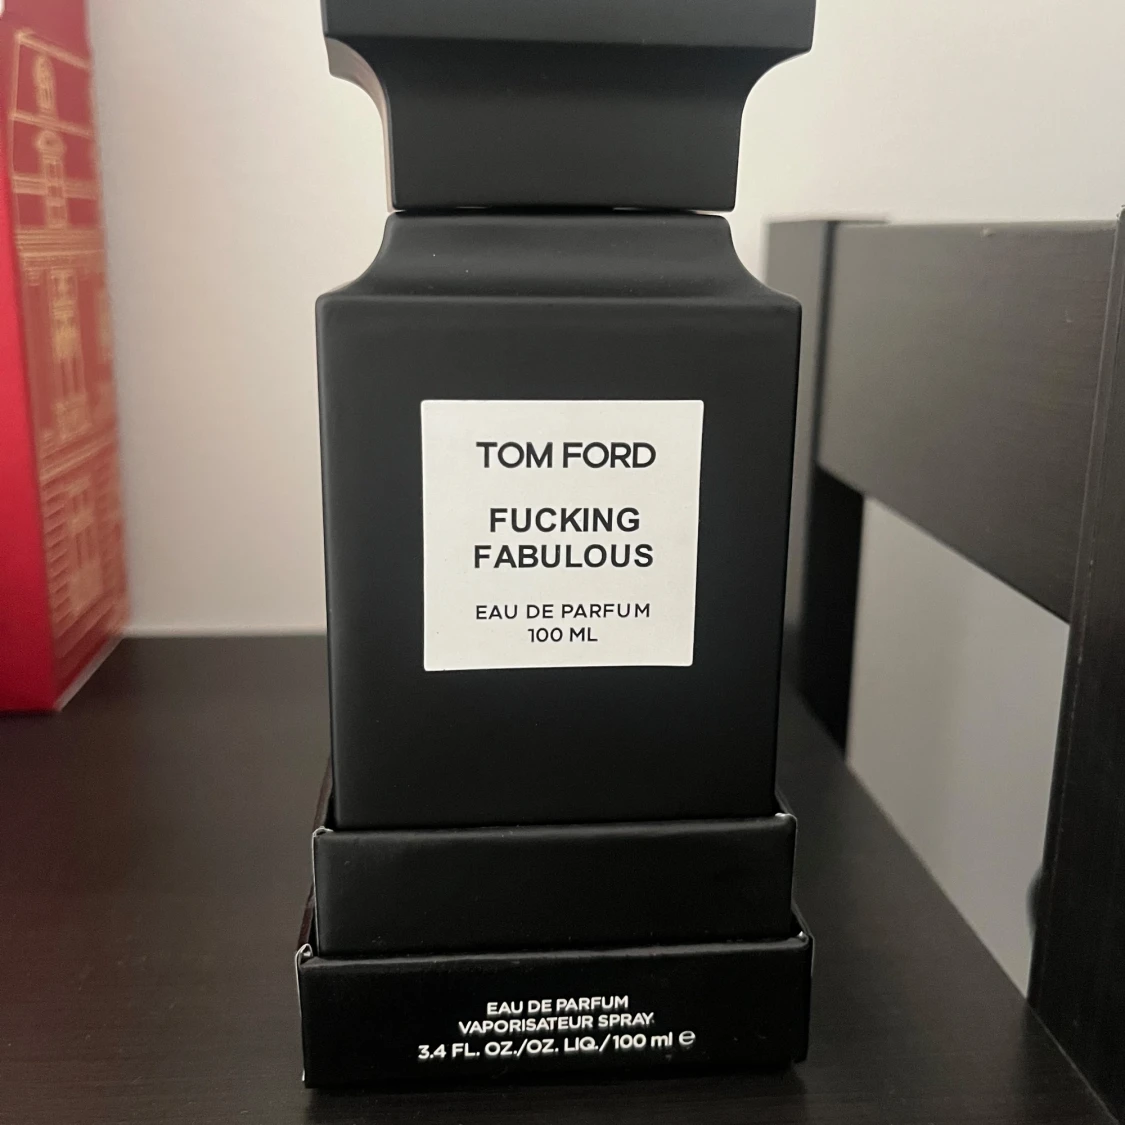 TOM FORD
FUCKING
FABULOUS
EAU DE PARFUM
100 ML
EAU DE PARFUM
VAPORISATEUR SPRAY
3.4 FL. OZ./OZ. LIQ./100 ml ℮